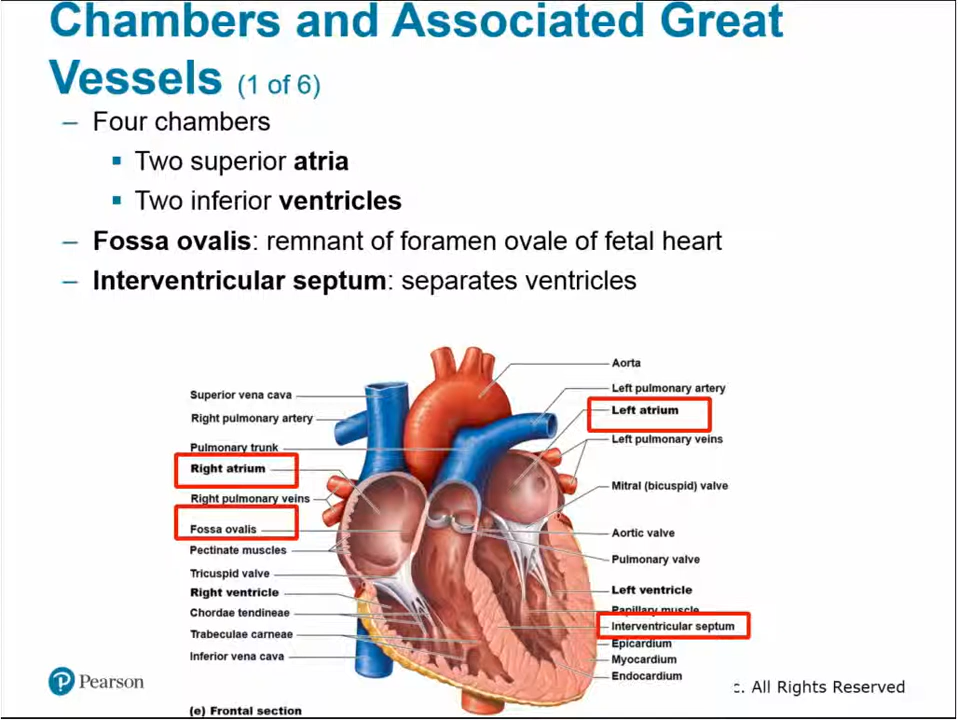 Chambers and Associated Great
Vessels (1 of 6)
– Four chambers
▪ Two superior atria
▪ Two inferior ventricles
– Fossa ovalis: remnant of foramen ovale of fetal heart
– Interventricular septum: separates ventricles
Superior vena cava
Right pulmonary artery
Pulmonary trunk
Right atrium
Right pulmonary veins
Fossa ovalis
Pectinate muscles
Tricuspid valve
Right ventricle
Chordae tendineae
Trabeculae carneae
Inferior vena cava
Aorta
Left pulmonary artery
Left atrium
Left pulmonary veins
Mitral (bicuspid) valve
Aortic valve
Pulmonary valve
Left ventricle
Papillary muscle
Interventricular septum
Epicardium
Myocardium
Endocardium
(e) Frontal section
P Pearson
c. All Rights Reserved